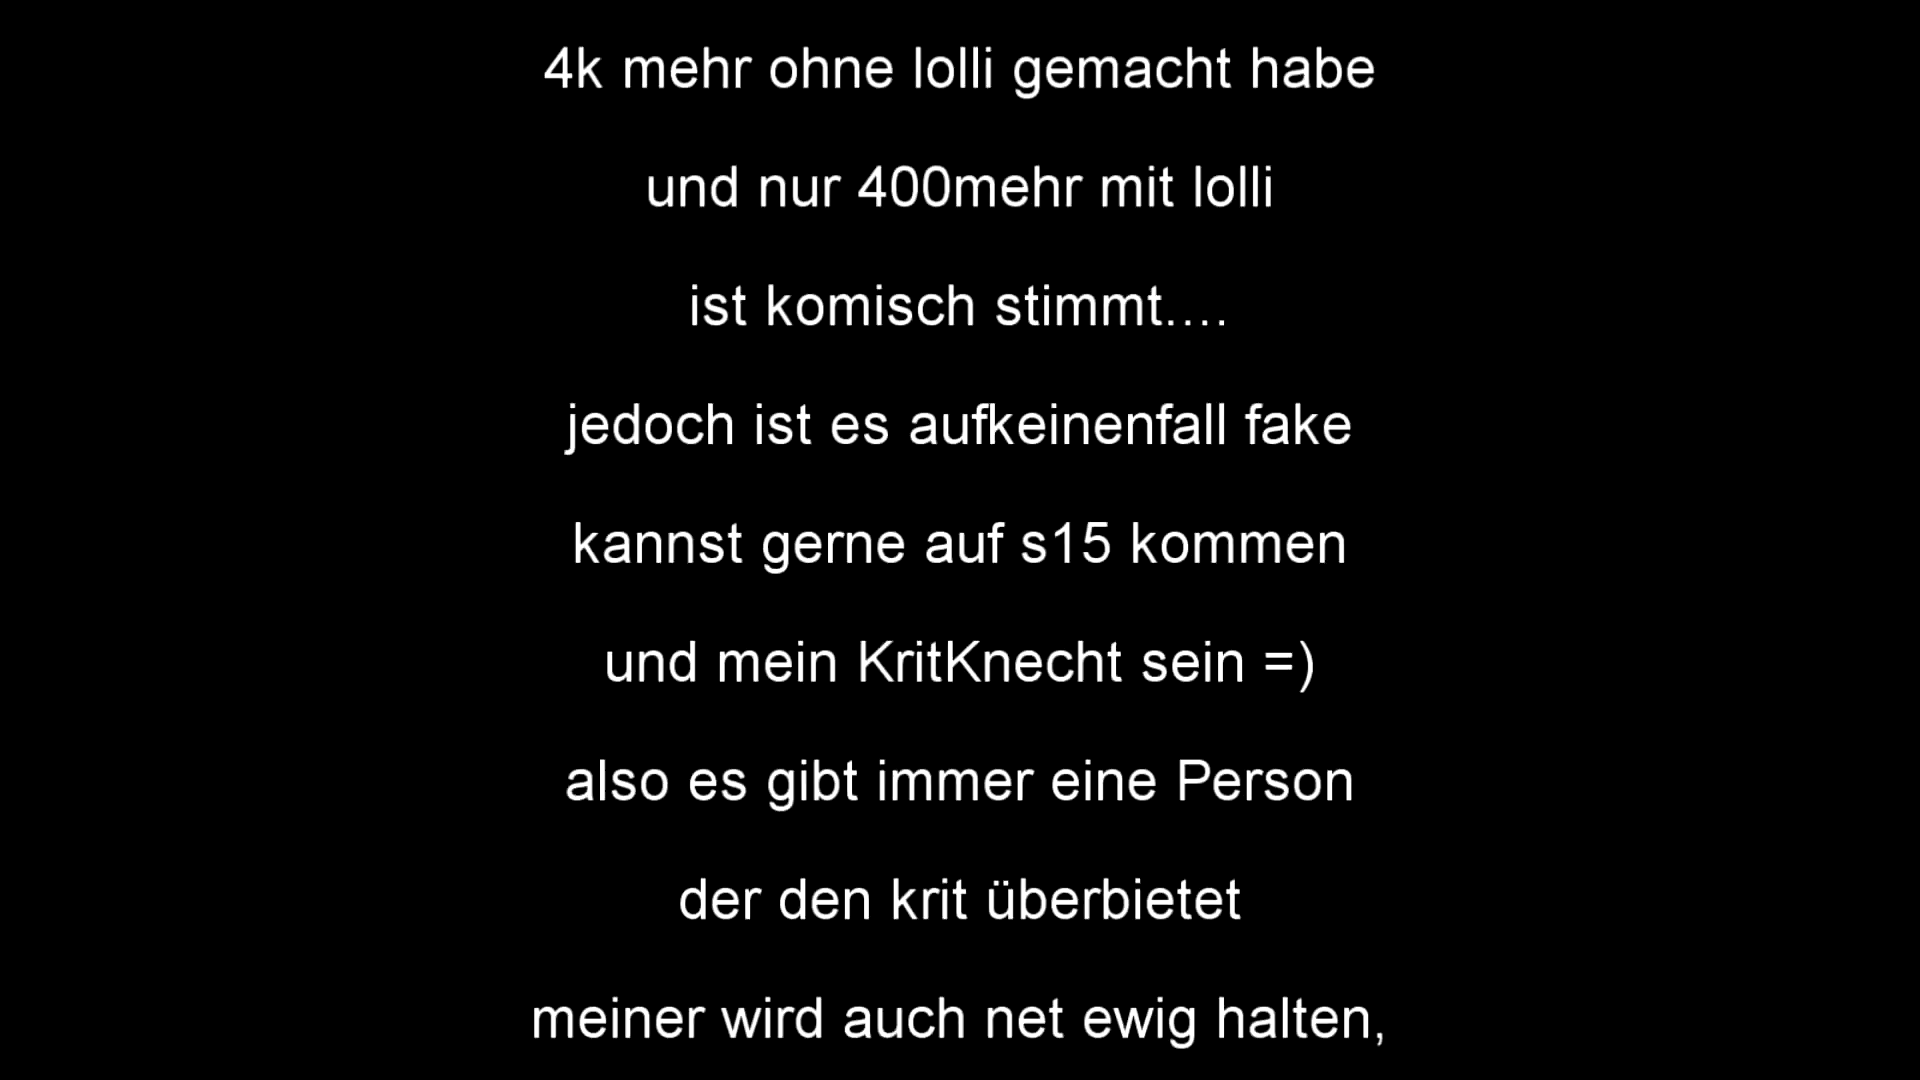 4k mehr ohne lolli gemacht habe
und nur 400mehr mit lolli
ist komisch stimmt....
jedoch ist es aufkeinenfall fake
kannst gerne auf s15 kommen
und mein KritKnecht sein =)
also es gibt immer eine Person
der den krit überbietet
meiner wird auch net ewig halten,